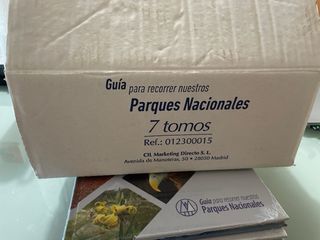 Guía para recorrer nuestros
Parques Nacionales
7 tomos
Ref.: 012300015
CIL Marketing Directo S. L.
Avenida de Manoteras, 50 • 28050 Madrid
Guía para recorrer nuestros
Parques Nacionales